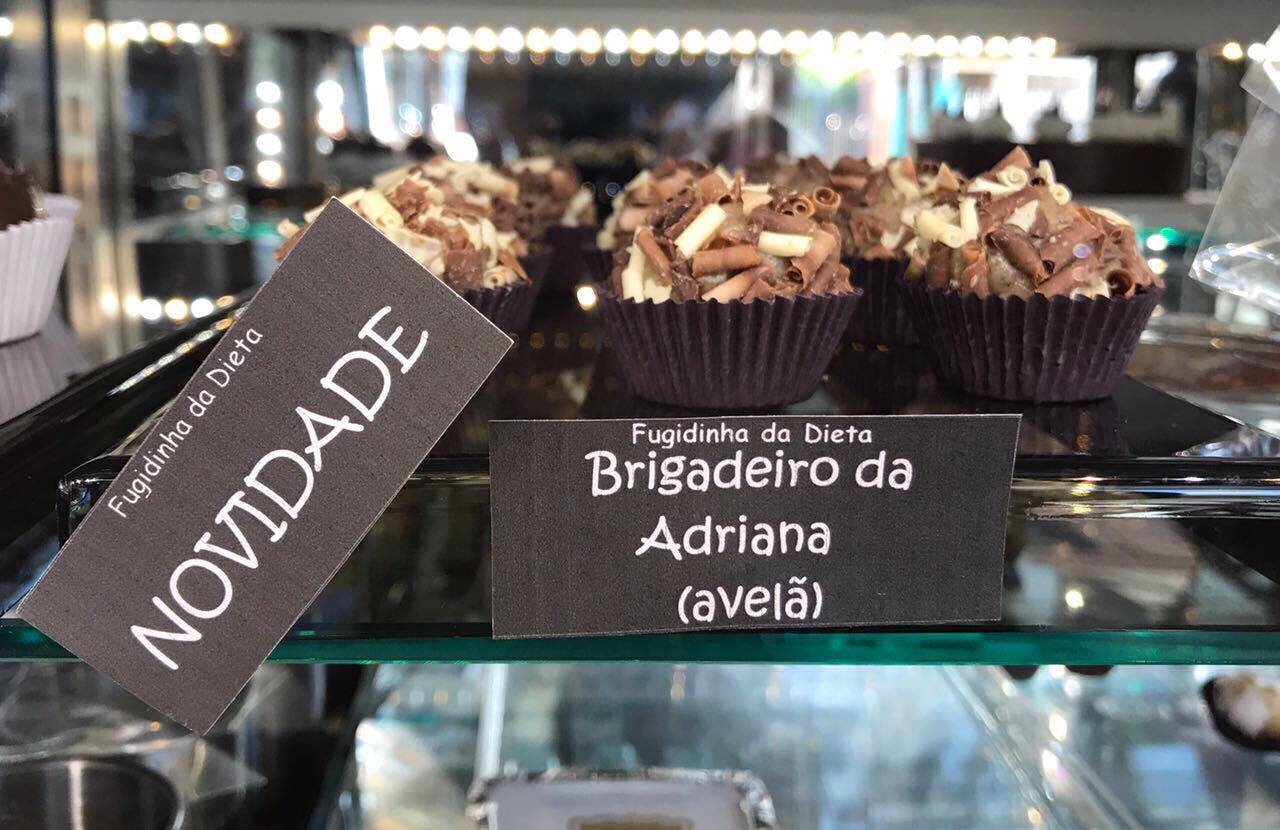 Fugidinha da Dieta
NOVIDADE
Fugidinha da Dieta
Brigadeiro da
Adriana
(avelã)